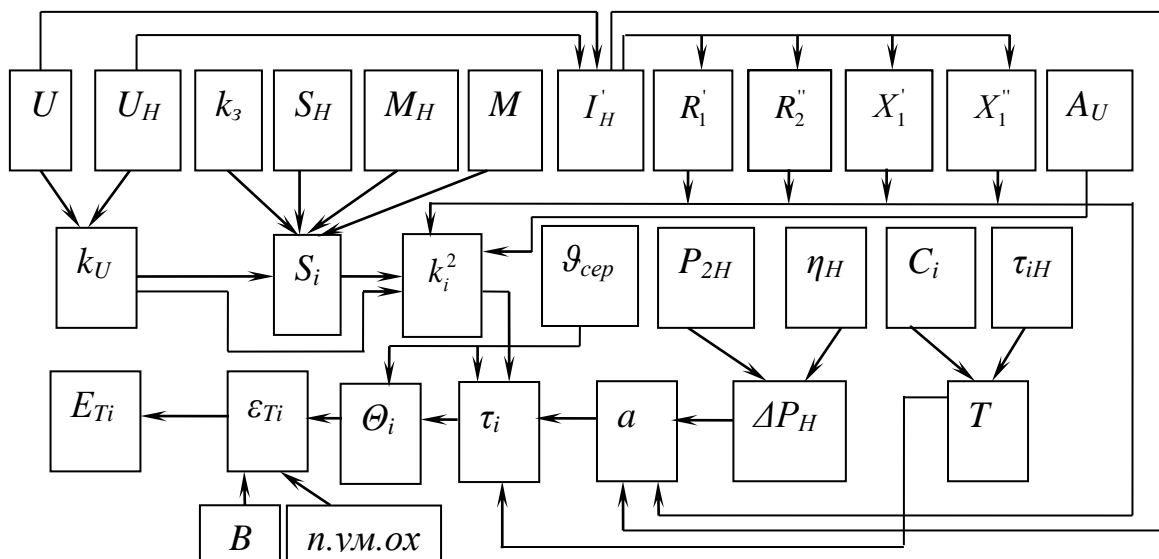 U U_H k_з S_H M_H M I'_H R'_1 R''_2 X'_1 X''_1 A_U
k_U S_i k_i^2 ϑ_сер P_2H η_H C_i τ_iH
E_Ti ε_Ti Θ_i τ_i a ΔP_H T
B п.ум.ох